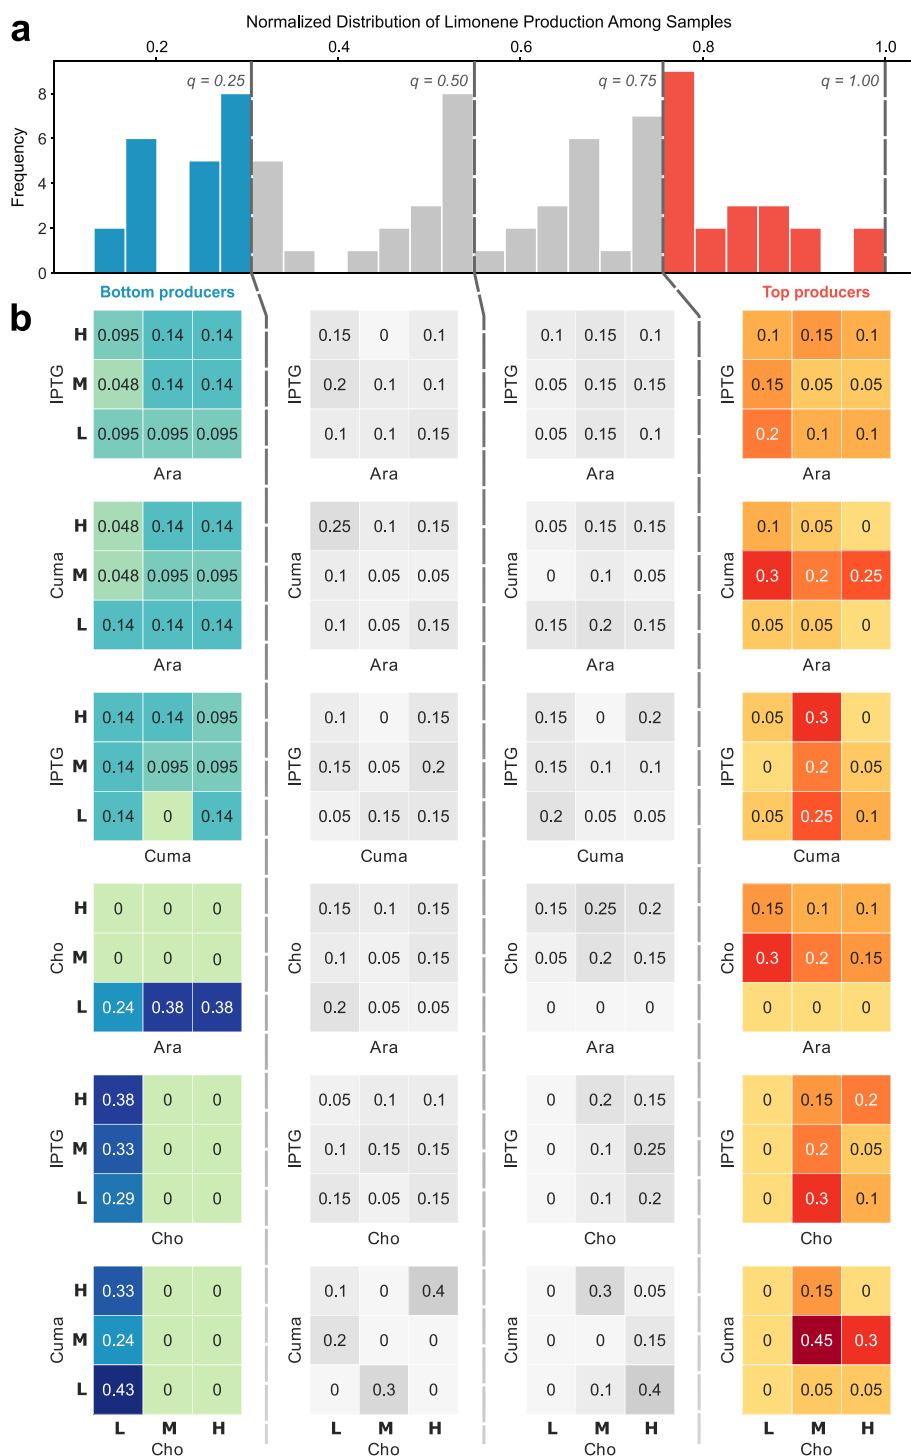 a
Normalized Distribution of Limonene Production Among Samples
0.2 0.4 0.6 0.8 1.0
q = 0.25 q = 0.50 q = 0.75 q = 1.00
Frequency
8
6
4
2
0
Bottom producers Top producers
b
IPTG
H 0.095 0.14 0.14
M 0.048 0.14 0.14
L 0.095 0.095 0.095
Ara
IPTG
0.15 0 0.1
0.2 0.1 0.1
0.1 0.1 0.15
Ara
IPTG
0.1 0.15 0.1
0.05 0.15 0.15
0.05 0.15 0.1
Ara
IPTG
0.1 0.15 0.1
0.15 0.05 0.05
0.2 0.1 0.1
Ara
Cuma
H 0.048 0.14 0.14
M 0.048 0.095 0.095
L 0.14 0.14 0.14
Ara
Cuma
0.25 0.1 0.15
0.1 0.05 0.05
0.1 0.05 0.15
Ara
Cuma
0.05 0.15 0.15
0 0.1 0.05
0.15 0.2 0.15
Ara
Cuma
0.1 0.05 0
0.3 0.2 0.25
0.05 0.05 0
Ara
IPTG
H 0.14 0.14 0.095
M 0.14 0.095 0.095
L 0.14 0 0.14
Cuma
IPTG
0.1 0 0.15
0.15 0.05 0.2
0.05 0.15 0.15
Cuma
IPTG
0.15 0 0.2
0.15 0.1 0.1
0.2 0.05 0.05
Cuma
IPTG
0.05 0.3 0
0 0.2 0.05
0.05 0.25 0.1
Cuma
Cho
H 0 0 0
M 0 0 0
L 0.24 0.38 0.38
Ara
Cho
0.15 0.1 0.15
0.1 0.05 0.15
0.2 0.05 0.05
Ara
Cho
0.15 0.25 0.2
0.05 0.2 0.15
0 0 0
Ara
Cho
0.15 0.1 0.1
0.3 0.2 0.15
0 0 0
Ara
IPTG
H 0.38 0 0
M 0.33 0 0
L 0.29 0 0
Cho
IPTG
0.05 0.1 0.1
0.1 0.15 0.15
0.15 0.05 0.15
Cho
IPTG
0 0.2 0.15
0 0.1 0.25
0 0.1 0.2
Cho
IPTG
0 0.15 0.2
0 0.2 0.05
0 0.3 0.1
Cho
Cuma
H 0.33 0 0
M 0.24 0 0
L 0.43 0 0
L M H
Cho
Cuma
0.1 0 0.4
0.2 0 0
0 0.3 0
L M H
Cho
Cuma
0 0.3 0.05
0 0 0.15
0 0.1 0.4
L M H
Cho
Cuma
0 0.15 0
0 0.45 0.3
0 0.05 0.05
L M H
Cho